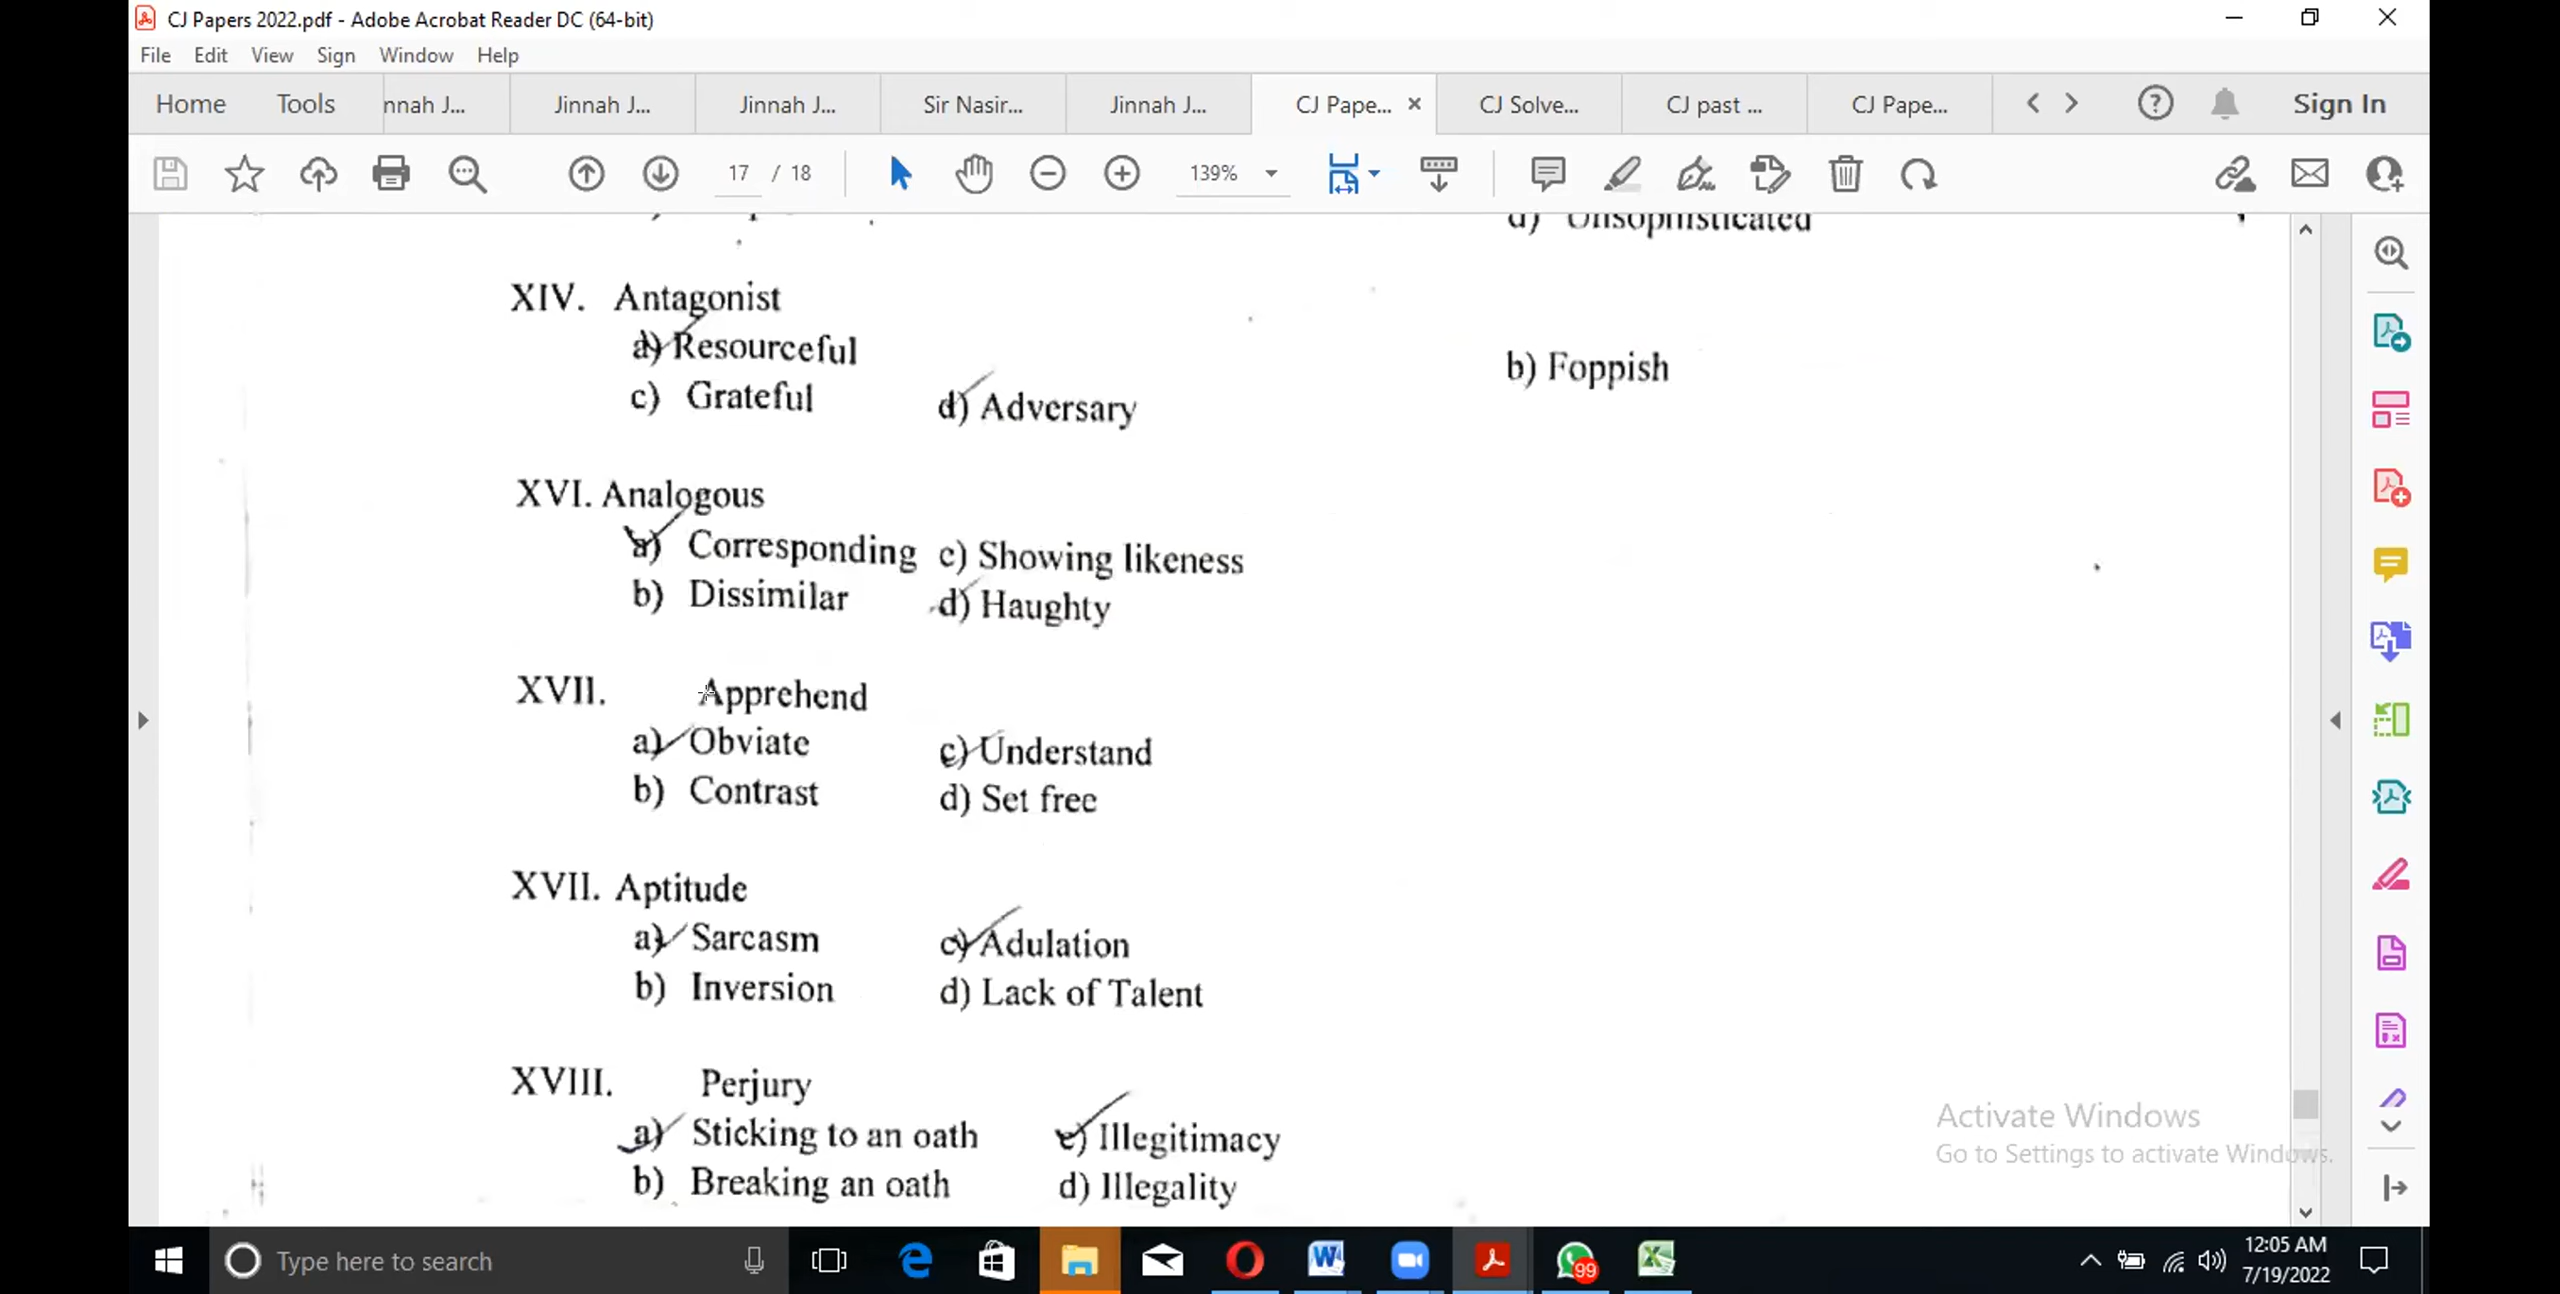 CJ Papers 2022.pdf - Adobe Acrobat Reader DC (64-bit)
File Edit View Sign Window Help
Home Tools nnah J... Jinnah J... Jinnah J... Sir Nasir... Jinnah J... CJ Pape... CJ Solve... CJ past ... CJ Pape... Sign In
17 / 18 139%
d) Unsophisticated
XIV. Antagonist
a) Resourceful b) Foppish
c) Grateful d) Adversary
XVI. Analogous
a) Corresponding c) Showing likeness
b) Dissimilar d) Haughty
XVII. Apprehend
a) Obviate c) Understand
b) Contrast d) Set free
XVII. Aptitude
a) Sarcasm c) Adulation
b) Inversion d) Lack of Talent
XVIII. Perjury
a) Sticking to an oath c) Illegitimacy
b) Breaking an oath d) Illegality
Activate Windows
Go to Settings to activate Windows.
Type here to search
99
12:05 AM
7/19/2022